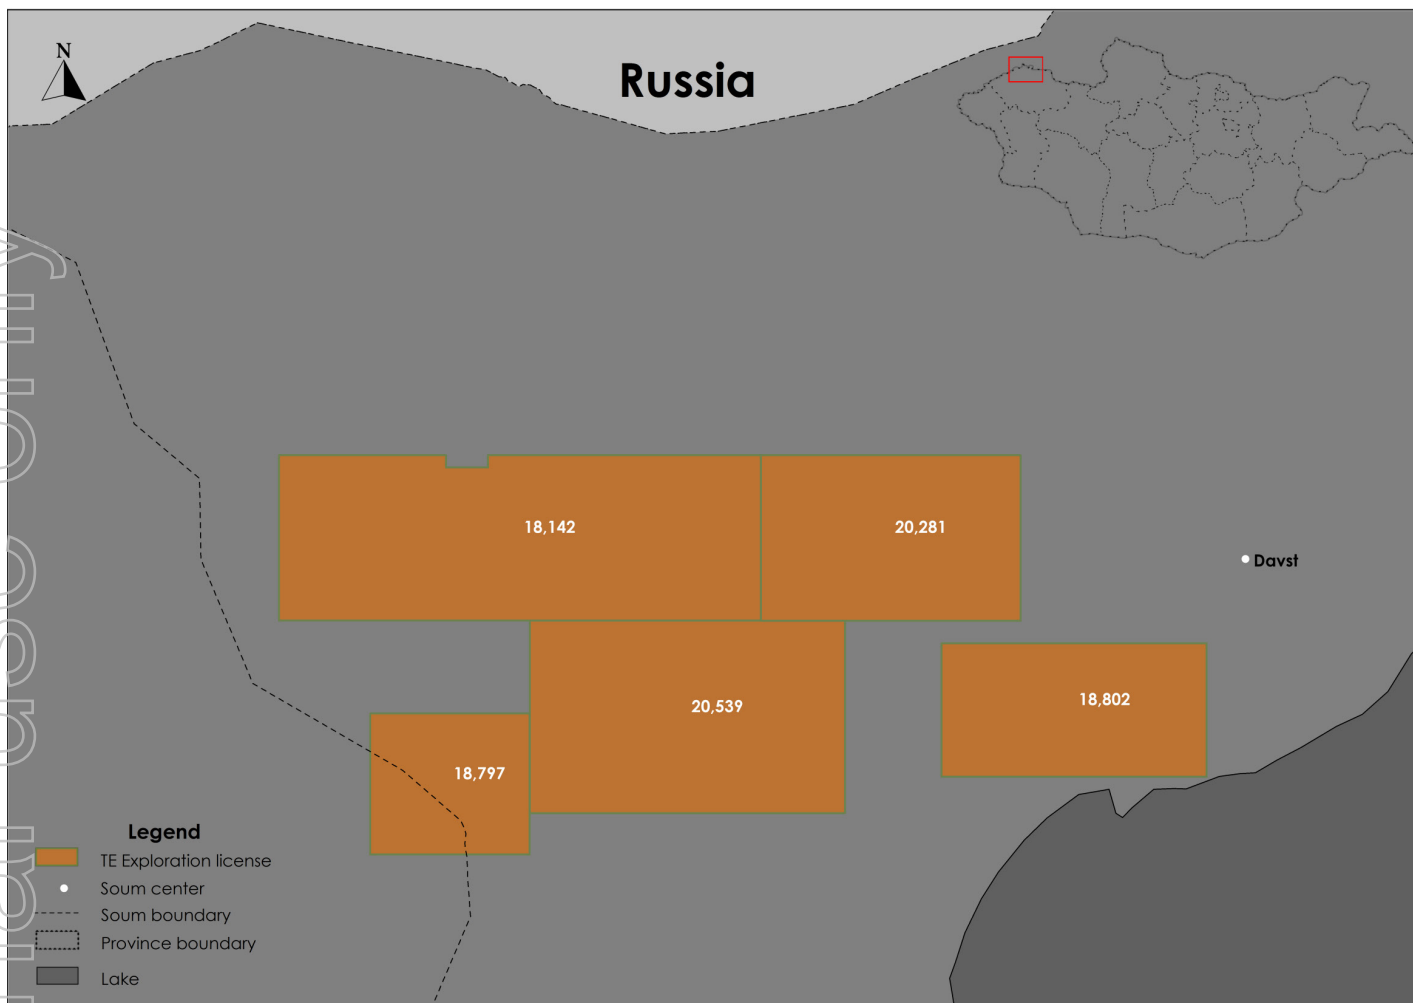 N
Russia
18,142
20,281
Davst
20,539
18,802
18,797
Legend
TE Exploration license
Soum center
Soum boundary
Province boundary
Lake